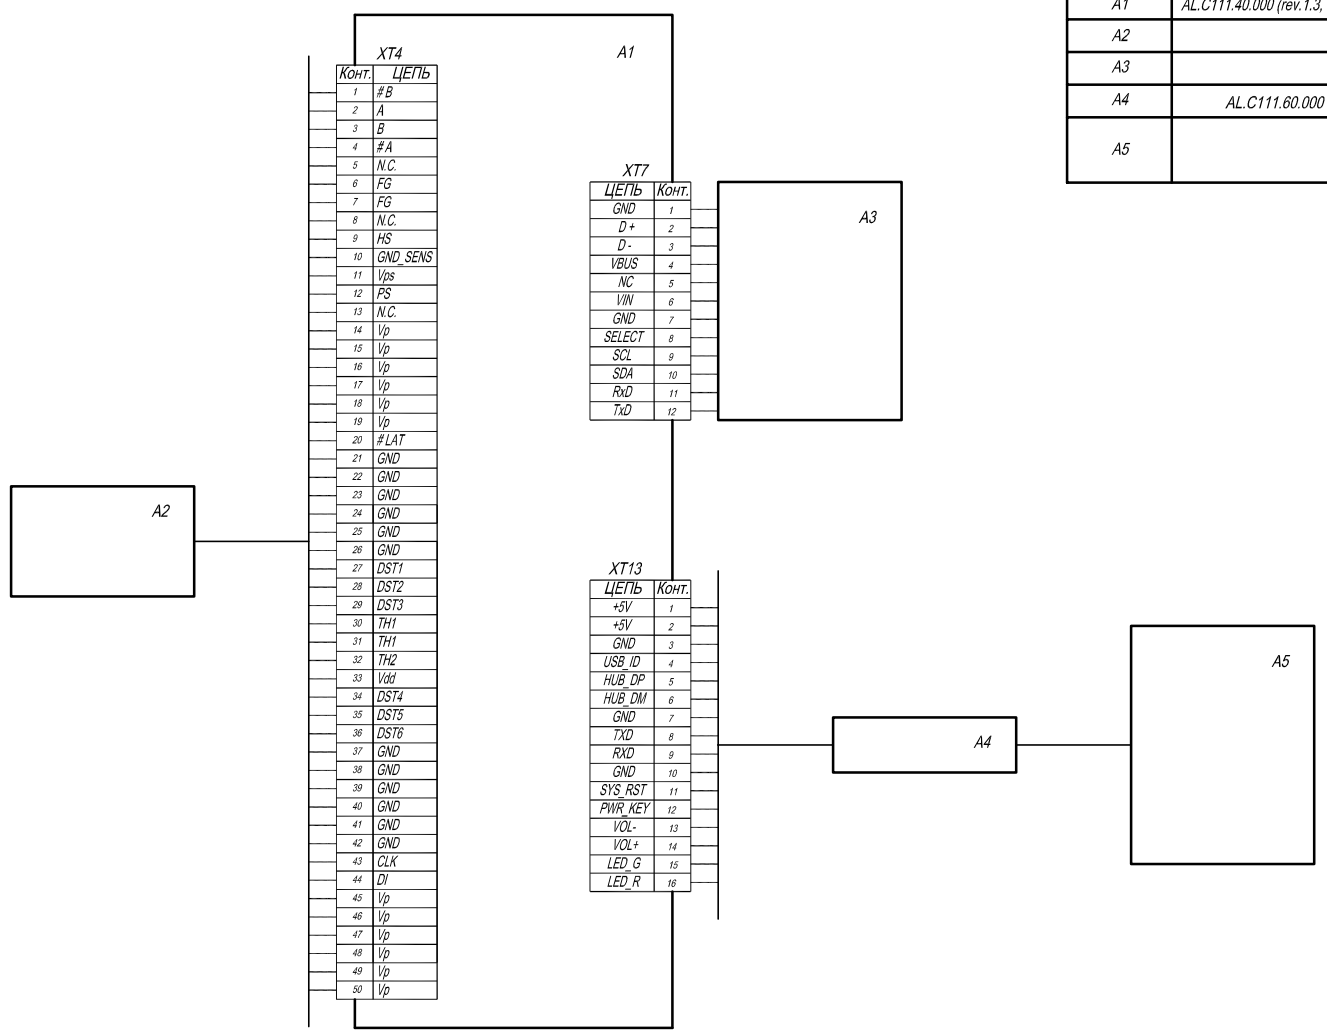 A1 AL.C111.40.000 (rev.1.3,
A2
A3
A4 AL.C111.60.000
A5
A1
XT4
Конт. ЦЕПЬ
1 #B
2 A
3 B
4 #A
5 N.C.
6 FG
7 FG
8 N.C.
9 HS
10 GND_SENS
11 Vps
12 PS
13 N.C.
14 Vp
15 Vp
16 Vp
17 Vp
18 Vp
19 Vp
20 #LAT
21 GND
22 GND
23 GND
24 GND
25 GND
26 GND
27 DST1
28 DST2
29 DST3
30 TH1
31 TH1
32 TH2
33 Vdd
34 DST4
35 DST5
36 DST6
37 GND
38 GND
39 GND
40 GND
41 GND
42 GND
43 CLK
44 DI
45 Vp
46 Vp
47 Vp
48 Vp
49 Vp
50 Vp
A2
XT7
ЦЕПЬ Конт.
GND 1
D+ 2
D- 3
VBUS 4
NC 5
VIN 6
GND 7
SELECT 8
SCL 9
SDA 10
RxD 11
TxD 12
A3
XT13
ЦЕПЬ Конт.
+5V 1
+5V 2
GND 3
USB_ID 4
HUB_DP 5
HUB_DM 6
GND 7
TXD 8
RXD 9
GND 10
SYS_RST 11
PWR_KEY 12
VOL- 13
VOL+ 14
LED_G 15
LED_R 16
A4
A5